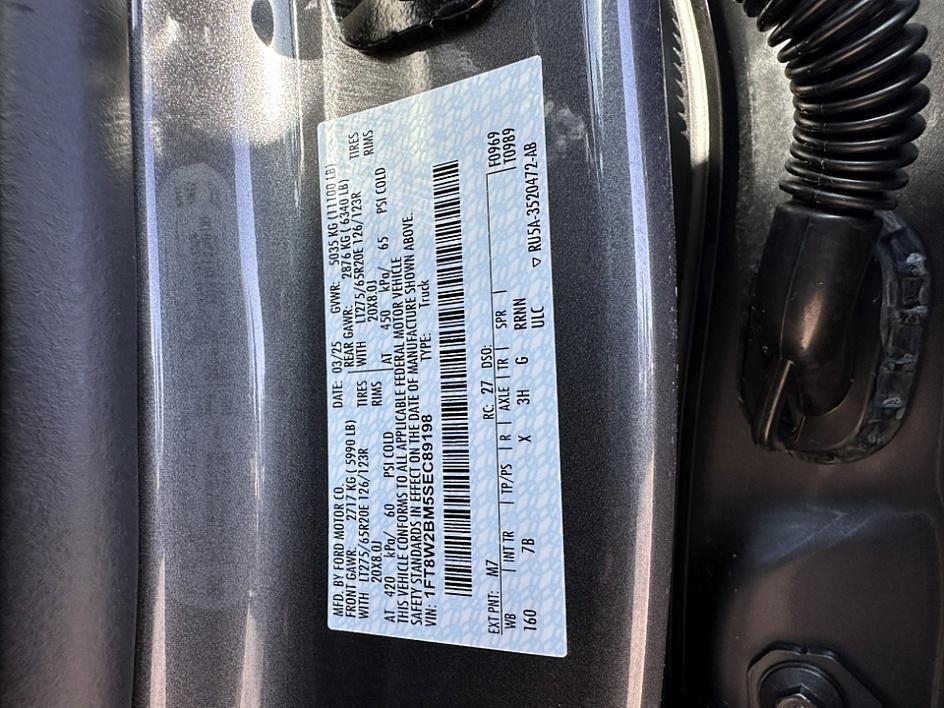 MFD. BY FORD MOTOR CO. DATE: 03/25 GVWR: 5035 KG (11100 LB)
FRONT GAWR: 2717 KG ( 5990 LB) REAR GAWR: 2876 KG ( 6340 LB)
WITH LT275/65R20E 126/123R TIRES WITH LT275/65R20E 126/123R TIRES
20X8.0J RIMS 20X8.0J RIMS
AT 420 kPa/ 60 PSI COLD AT 450 kPa/ 65 PSI COLD
THIS VEHICLE CONFORMS TO ALL APPLICABLE FEDERAL MOTOR VEHICLE
SAFETY STANDARDS IN EFFECT ON THE DATE OF MANUFACTURE SHOWN ABOVE.
VIN: 1FT8W2BM5SEC89198 TYPE: Truck
EXT PNT: M7 RC: 27 DSO: F0969
WB INT TR TP/PS R AXLE TR SPR T0989
160 7B X 3H G RRNN
ULC ▽ RU5A-3520472-AB